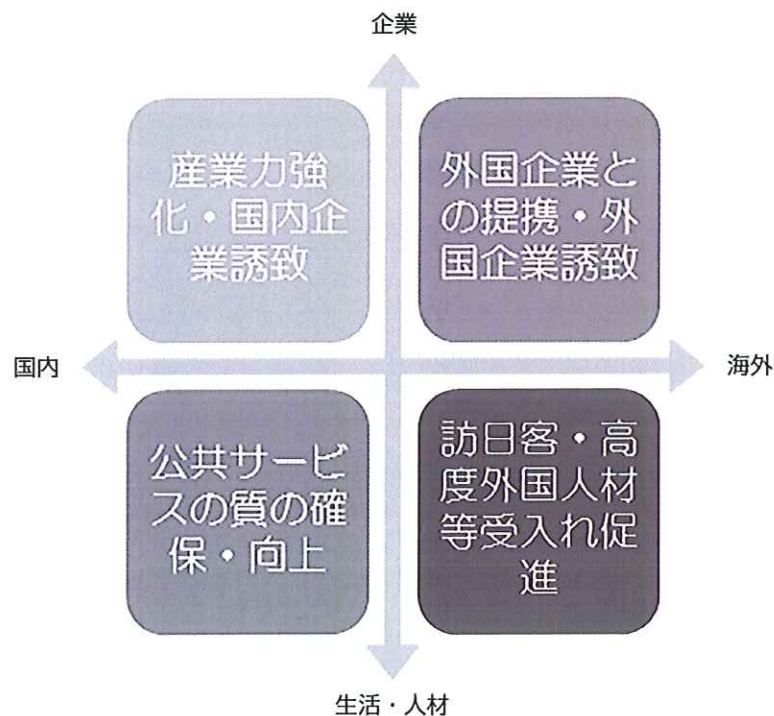 企業
産業力強
化・国内企
業誘致
外国企業と
の提携・外
国企業誘致
国内
海外
公共サービ
スの質の確
保・向上
訪日客・高
度外国人材
等受入れ促
進
生活・人材